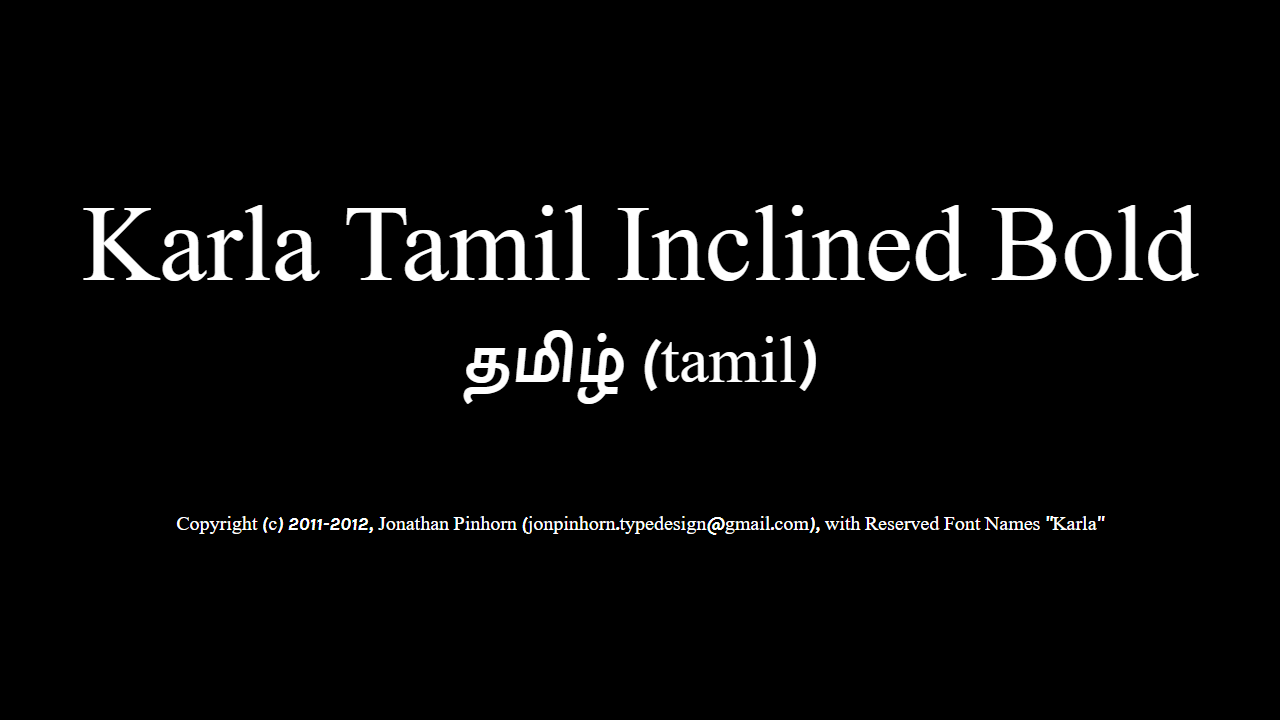 Karla Tamil Inclined Bold
தமிழ் (tamil)
Copyright (c) 2011-2012, Jonathan Pinhorn (jonpinhorn.typedesign@gmail.com), with Reserved Font Names "Karla"